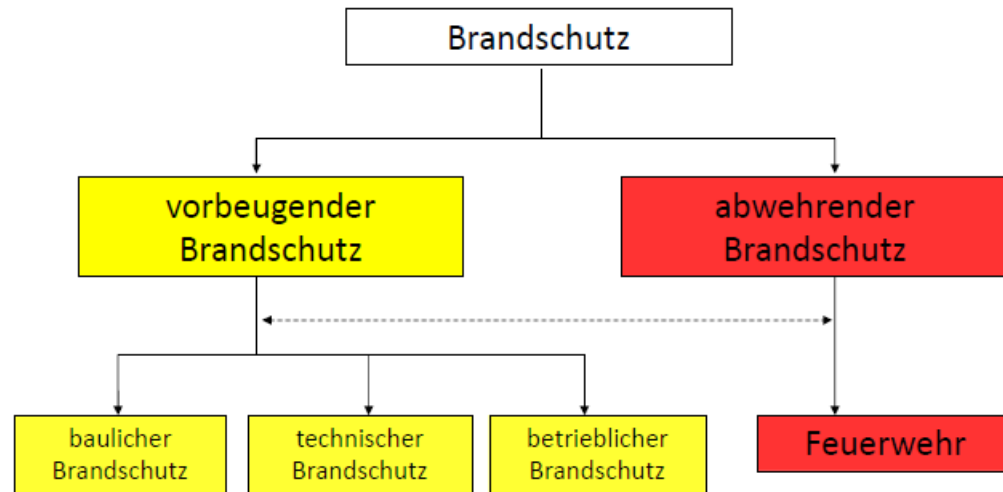 Brandschutz
vorbeugender
Brandschutz
abwehrender
Brandschutz
baulicher
Brandschutz
technischer
Brandschutz
betrieblicher
Brandschutz
Feuerwehr